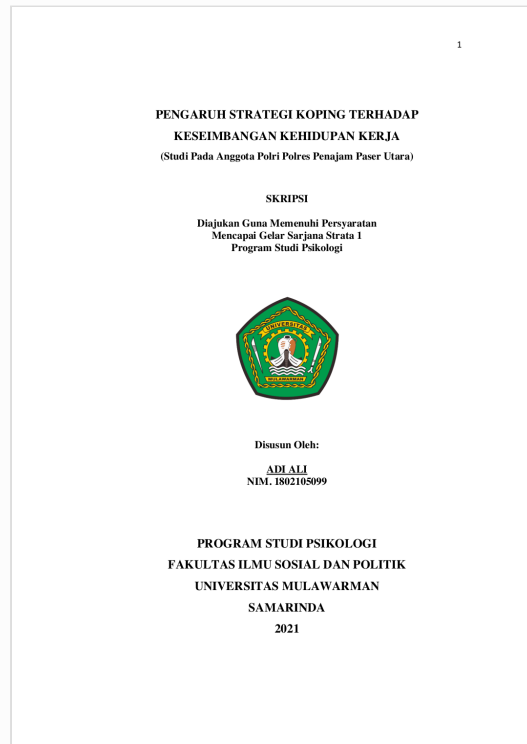 1
PENGARUH STRATEGI KOPING TERHADAP
KESEIMBANGAN KEHIDUPAN KERJA
(Studi Pada Anggota Polri Polres Penajam Paser Utara)
SKRIPSI
Diajukan Guna Memenuhi Persyaratan
Mencapai Gelar Sarjana Strata 1
Program Studi Psikologi
UNIVERSITAS
MULAWARMAN
Disusun Oleh:
ADI ALI
NIM. 1802105099
PROGRAM STUDI PSIKOLOGI
FAKULTAS ILMU SOSIAL DAN POLITIK
UNIVERSITAS MULAWARMAN
SAMARINDA
2021